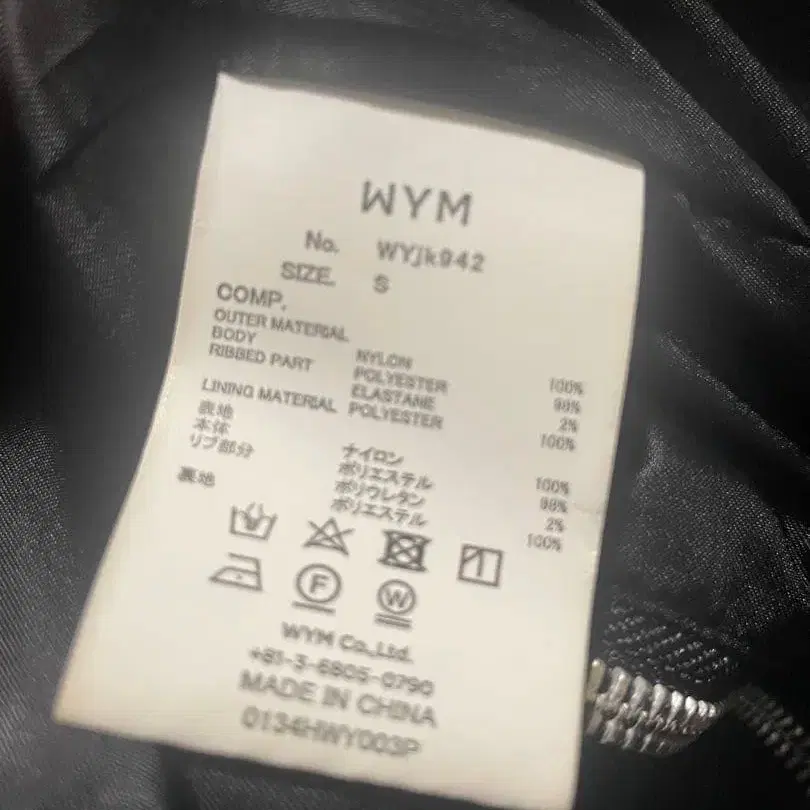 WYM
No. WYjk942
SIZE. S
COMP.
OUTER MATERIAL
BODY NYLON 100%
RIBBED PART POLYESTER 98%
ELASTANE 2%
LINING MATERIAL POLYESTER 100%
表地
本体 ナイロン 100%
リブ部分 ポリエステル 98%
ポリウレタン 2%
裏地 ポリエステル 100%
F
W
WYM Co.,Ltd.
+81-3-6805-0790
MADE IN CHINA
0134HWY003P